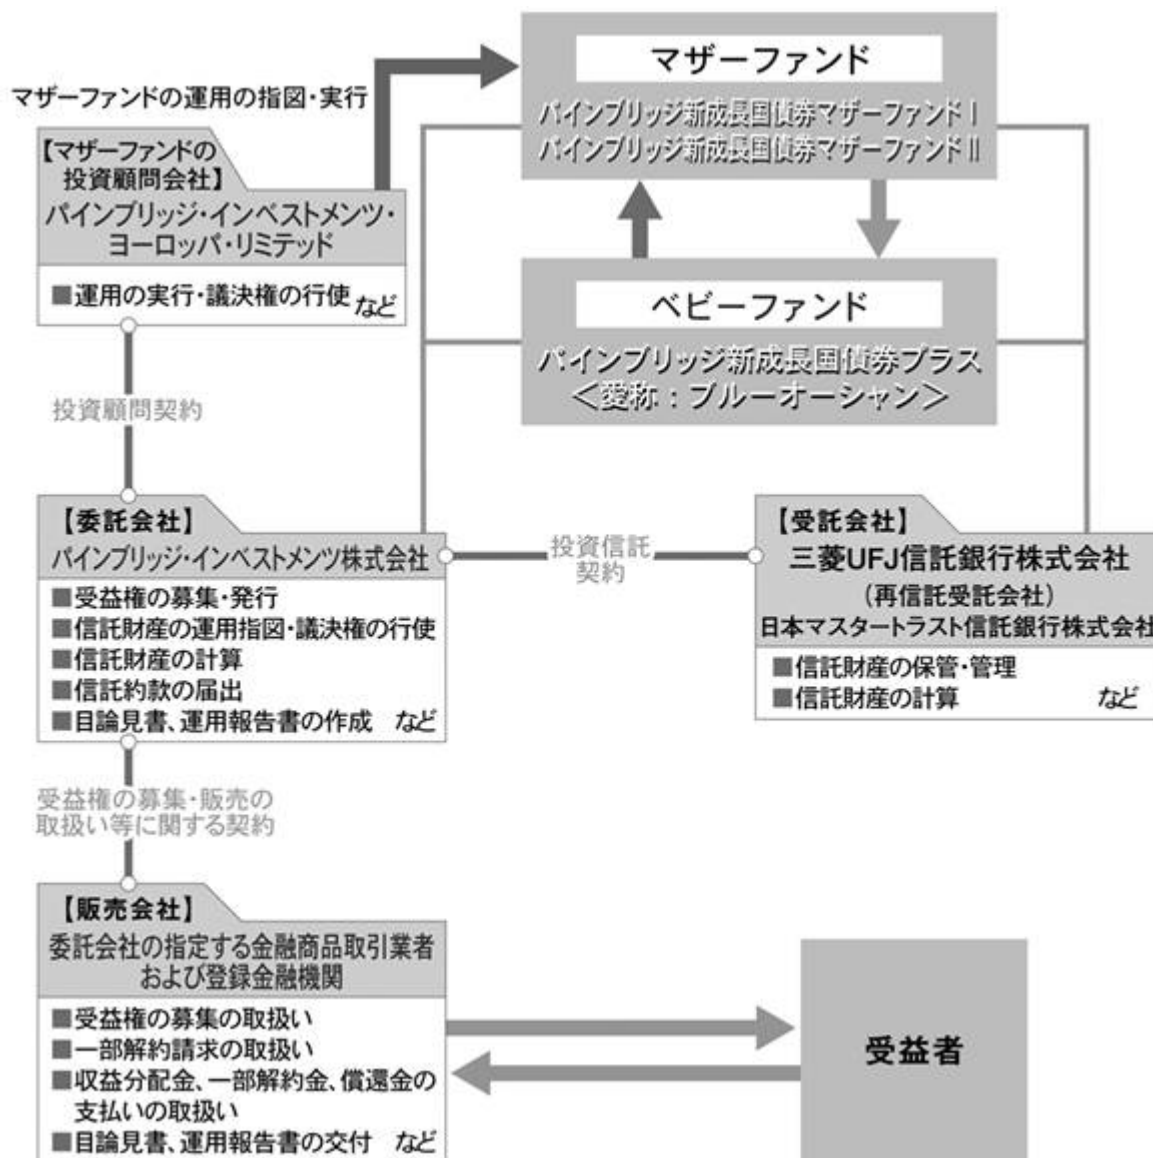 マザーファンド
パインブリッジ新成長国債券マザーファンドⅠ
パインブリッジ新成長国債券マザーファンドⅡ
マザーファンドの運用の指図・実行
【マザーファンドの
投資顧問会社】
パインブリッジ・インベストメンツ・
ヨーロッパ・リミテッド
■運用の実行・議決権の行使 など
ベビーファンド
パインブリッジ新成長国債券プラス
＜愛称：ブルーオーシャン＞
投資顧問契約
【委託会社】
パインブリッジ・インベストメンツ株式会社
■受益権の募集・発行
■信託財産の運用指図・議決権の行使
■信託財産の計算
■信託約款の届出
■目論見書、運用報告書の作成 など
投資信託
契約
【受託会社】
三菱UFJ信託銀行株式会社
(再信託受託会社)
日本マスタートラスト信託銀行株式会社
■信託財産の保管・管理
■信託財産の計算 など
受益権の募集・販売の
取扱い等に関する契約
【販売会社】
委託会社の指定する金融商品取引業者
および登録金融機関
■受益権の募集の取扱い
■一部解約請求の取扱い
■収益分配金、一部解約金、償還金の
支払いの取扱い
■目論見書、運用報告書の交付 など
受益者